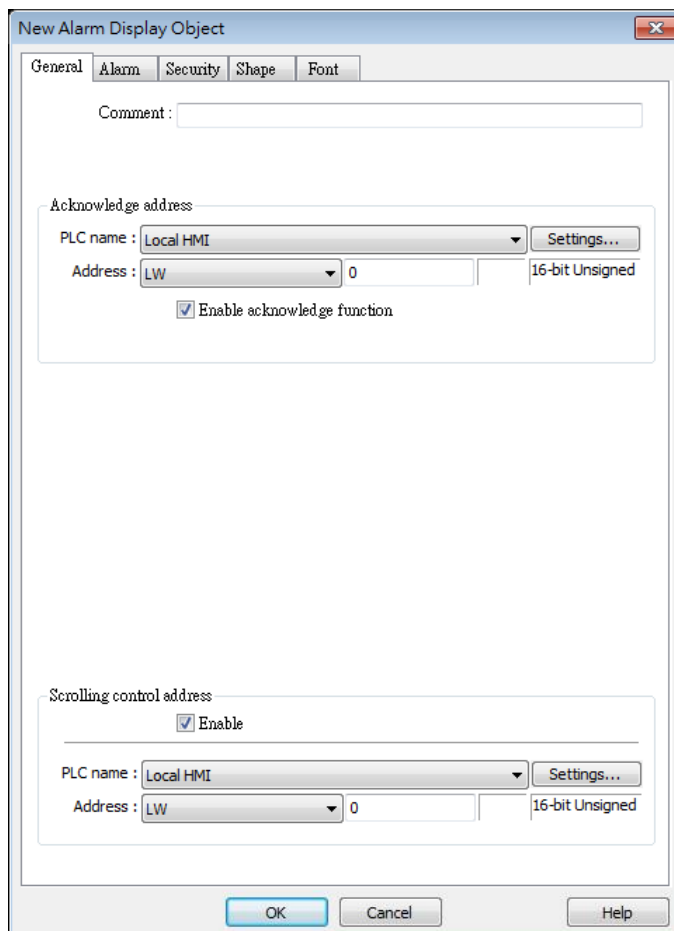 New Alarm Display Object
General Alarm Security Shape Font
Comment :
Acknowledge address
PLC name : Local HMI Settings...
Address : LW 0 16-bit Unsigned
Enable acknowledge function
Scrolling control address
Enable
PLC name : Local HMI Settings...
Address : LW 0 16-bit Unsigned
OK Cancel Help